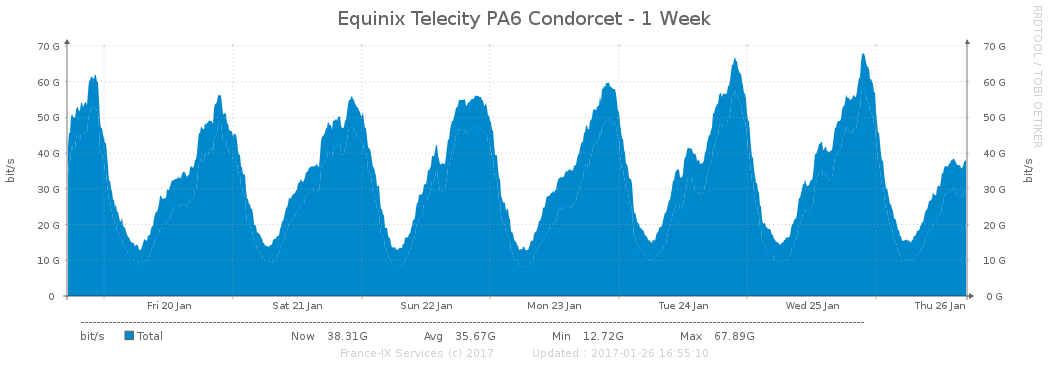 Equinix Telecity PA6 Condorcet - 1 Week
RRDTOOL / TOBI OETIKER
bit/s
70 G
60 G
50 G
40 G
30 G
20 G
10 G
0
70 G
60 G
50 G
40 G
30 G
20 G
10 G
0 G
bit/s
Fri 20 Jan Sat 21 Jan Sun 22 Jan Mon 23 Jan Tue 24 Jan Wed 25 Jan Thu 26 Jan
bit/s Total Now 38.31G Avg 35.67G Min 12.72G Max 67.89G
France-IX Services (c) 2017 Updated : 2017-01-26 16:55:10